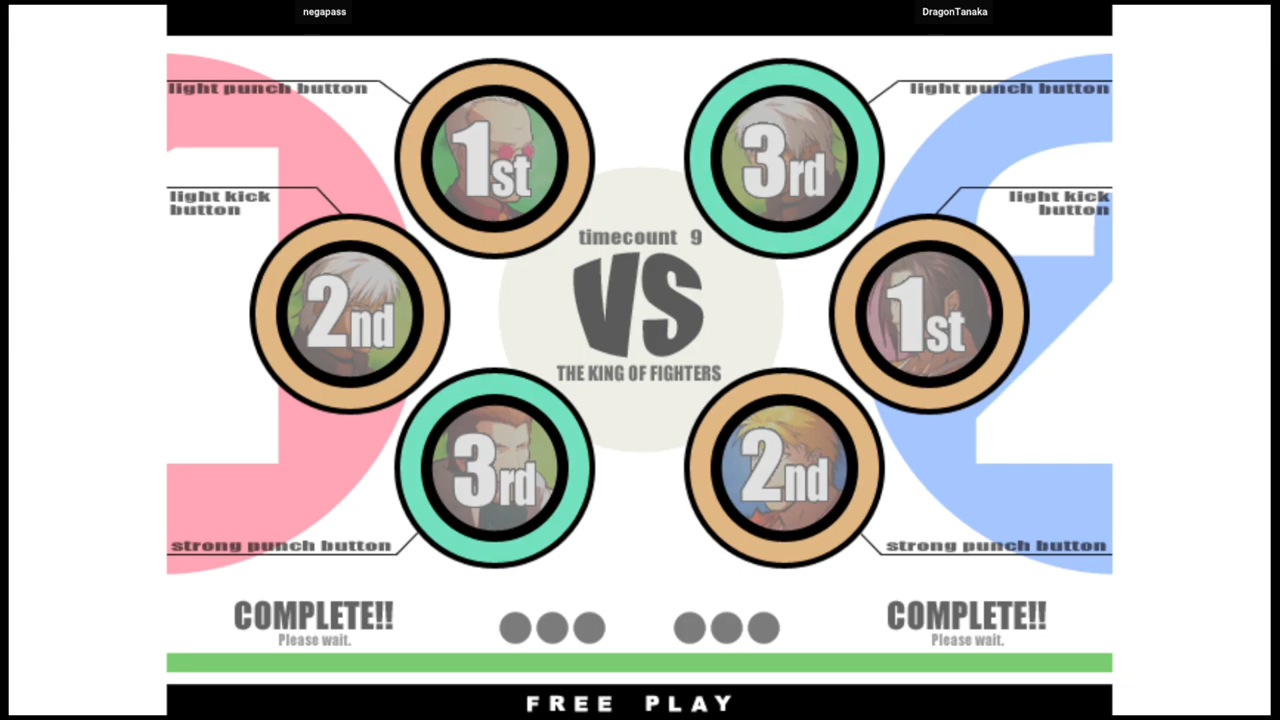 negapass
DragonTanaka
light punch button
light punch button
1st
3rd
light kick
button
light kick
button
timecount 9
VS
THE KING OF FIGHTERS
2nd
1st
3rd
2nd
strong punch button
strong punch button
COMPLETE!!
Please wait.
COMPLETE!!
Please wait.
FREE PLAY